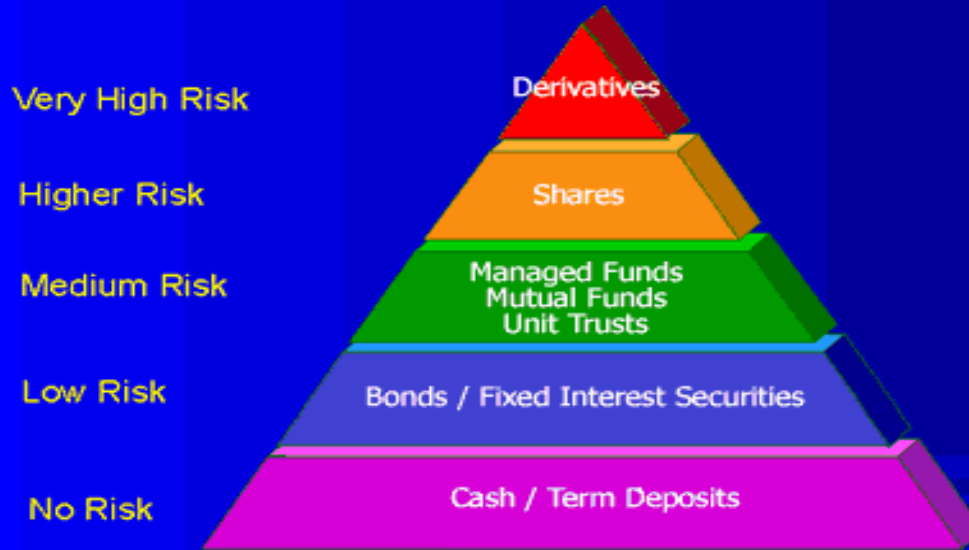 Very High Risk
Derivatives
Higher Risk
Shares
Medium Risk
Managed Funds
Mutual Funds
Unit Trusts
Low Risk
Bonds / Fixed Interest Securities
No Risk
Cash / Term Deposits